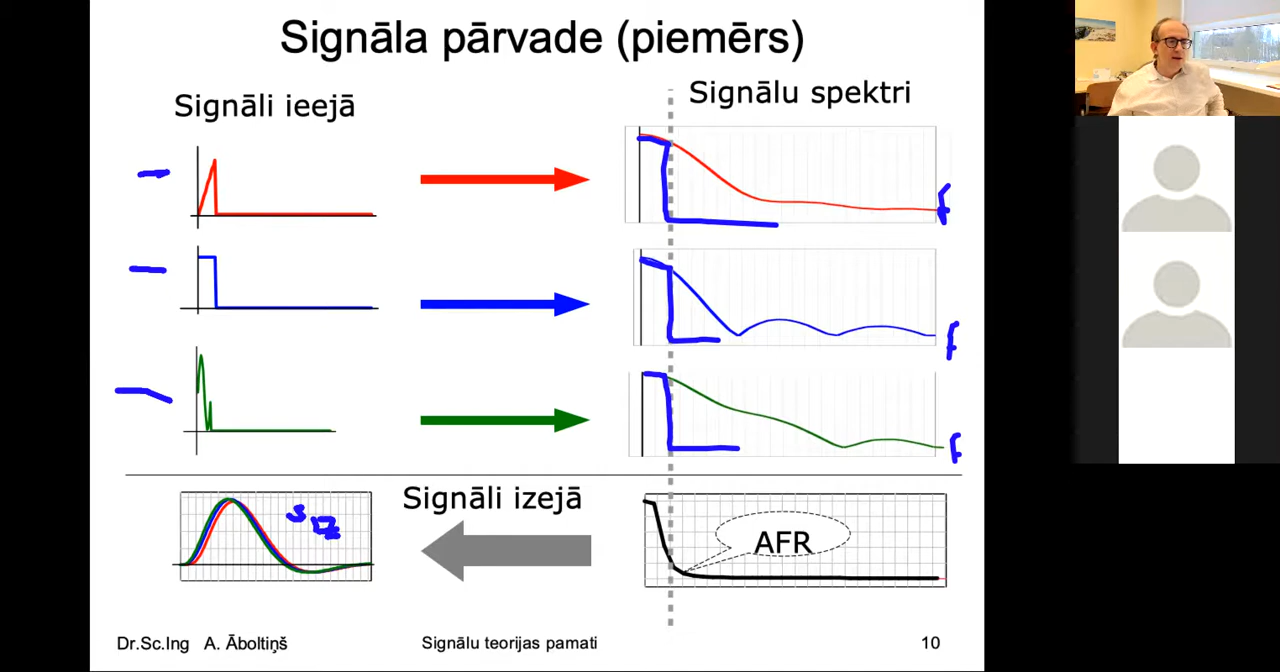 Signāla pārvade (piemērs)
Signāli ieejā
Signālu spektri
f
f
f
Signāli izejā
AFR
Dr.Sc.Ing A. Āboltiņš
Signālu teorijas pamati
10